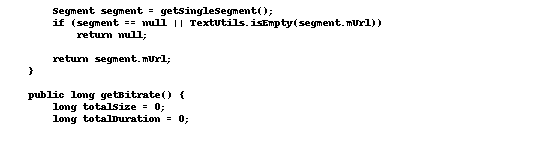 Segment segment = getSingleSegment();
if (segment == null || TextUtils.isEmpty(segment.mUrl))
return null;
return segment.mUrl;
}
public long getBitrate() {
long totalSize = 0;
long totalDuration = 0;